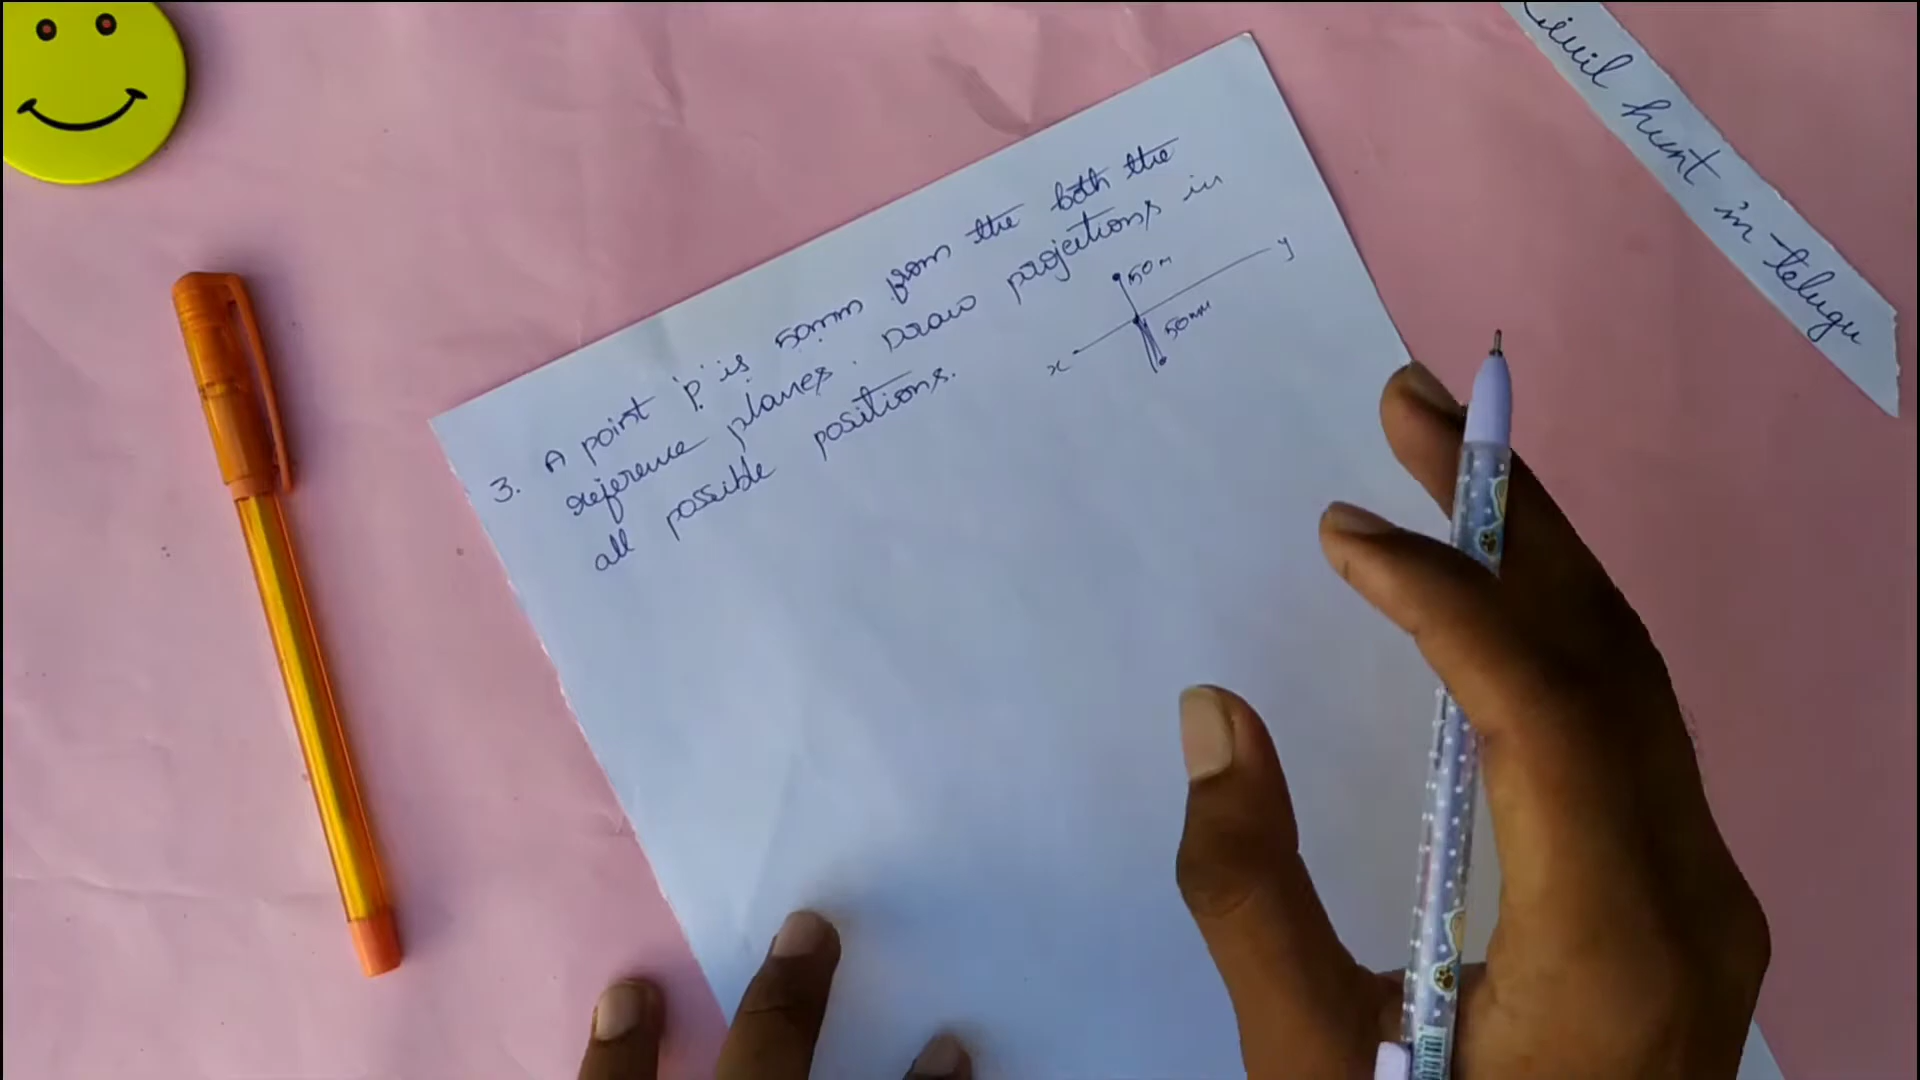 3. A point 'P' is 50mm from the both the
reference planes. Draw projections in
all possible positions.
50m
y
50mm
x
Civil hunt in telugu